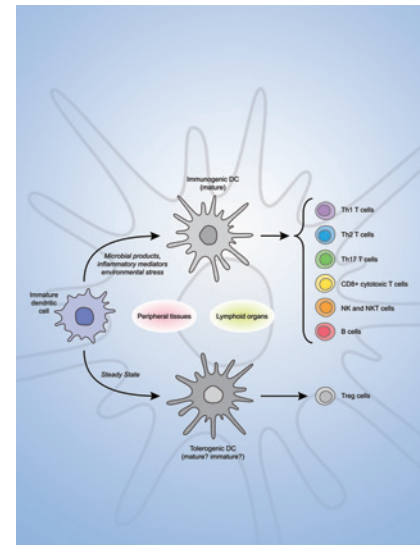 Immunogenic DC
(mature)
Th1 T cells
Th2 T cells
Th17 T cells
CD8+ cytotoxic T cells
NK and NKT cells
B cells
Microbial products,
inflammatory mediators
environmental stress
Immature
dendritic
cell
Peripheral tissues
Lymphoid organs
Steady State
Treg cells
Tolerogenic DC
(mature? immature?)